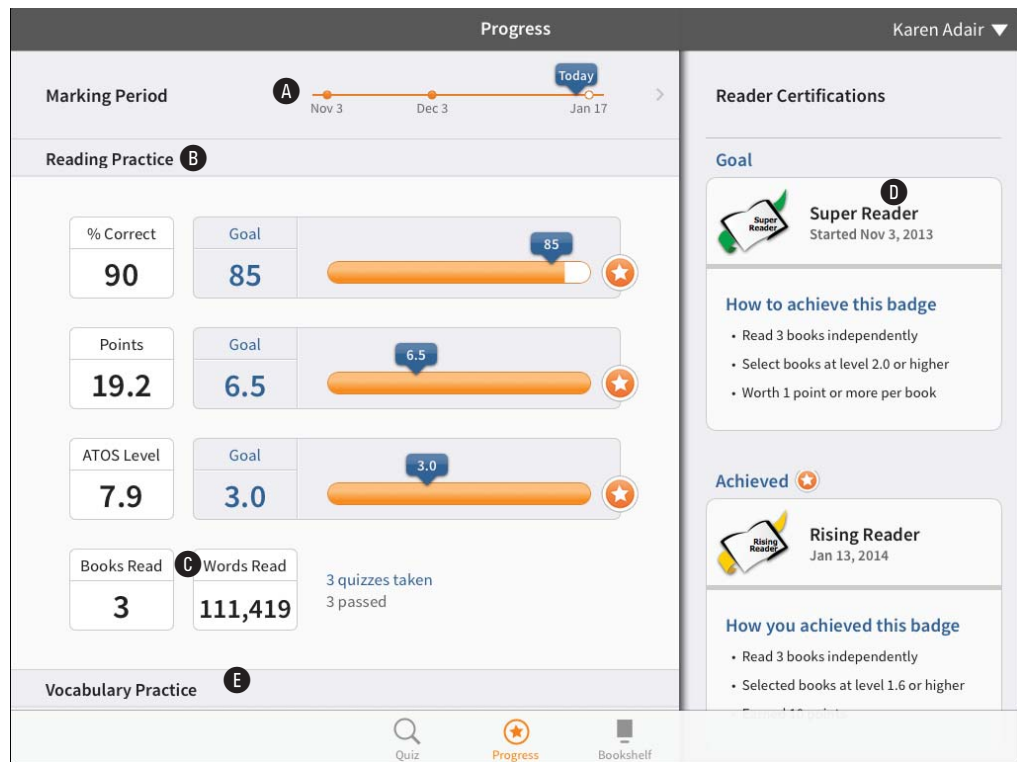 Progress
Karen Adair
Marking Period
A
Today
Nov 3
Dec 3
Jan 17
Reading Practice B
% Correct
90
Goal
85
85
Points
19.2
Goal
6.5
6.5
ATOS Level
7.9
Goal
3.0
3.0
Books Read
3
C
Words Read
111,419
3 quizzes taken
3 passed
Vocabulary Practice
E
Reader Certifications
Goal
D
Super
Reader
Super Reader
Started Nov 3, 2013
How to achieve this badge
• Read 3 books independently
• Select books at level 2.0 or higher
• Worth 1 point or more per book
Achieved
Rising
Reader
Rising Reader
Jan 13, 2014
How you achieved this badge
• Read 3 books independently
• Selected books at level 1.6 or higher
• Earned 10 points
Quiz
Progress
Bookshelf